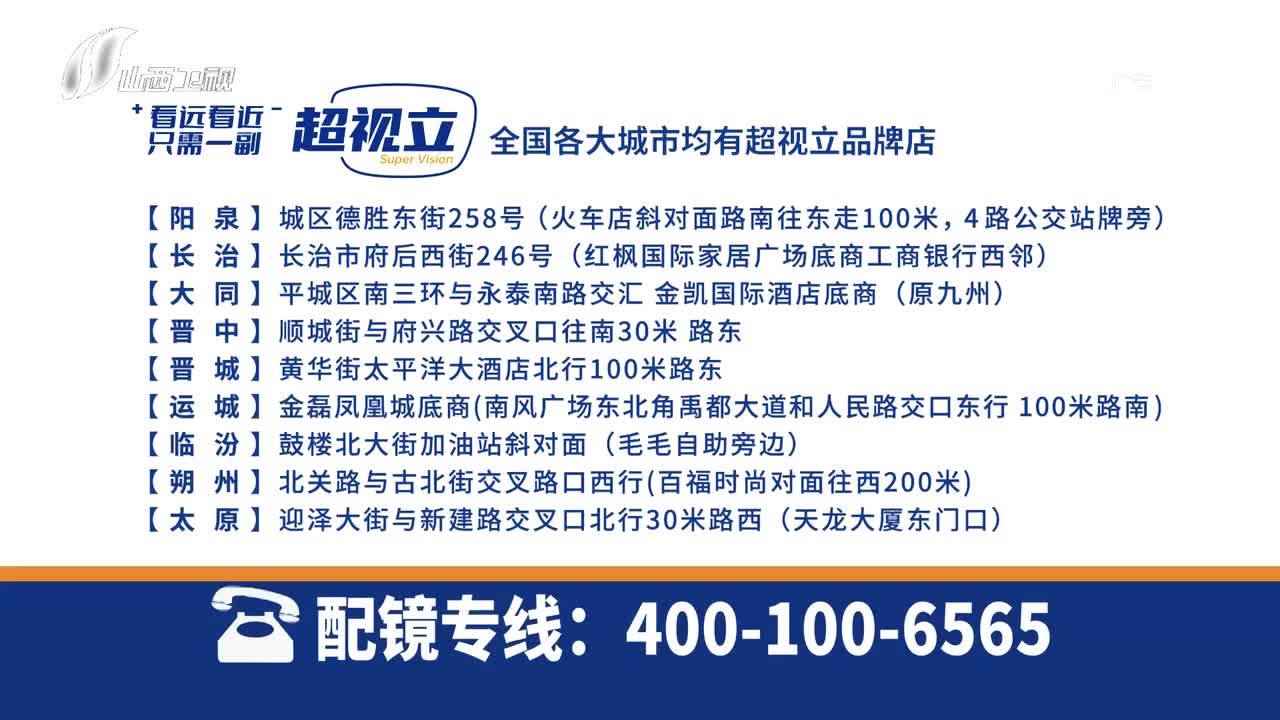 山西卫视
+看远看近-
只需一副
超视立
Super Vision
全国各大城市均有超视立品牌店
【阳 泉】城区德胜东街258号（火车店斜对面路南往东走100米，4路公交站牌旁）
【长 治】长治市府后西街246号（红枫国际家居广场底商工商银行西邻）
【大 同】平城区南三环与永泰南路交汇 金凯国际酒店底商（原九州）
【晋 中】顺城街与府兴路交叉口往南30米 路东
【晋 城】黄华街太平洋大酒店北行100米路东
【运 城】金磊凤凰城底商(南风广场东北角禹都大道和人民路交口东行 100米路南)
【临 汾】鼓楼北大街加油站斜对面（毛毛自助旁边）
【朔 州】北关路与古北街交叉路口西行(百福时尚对面往西200米)
【太 原】迎泽大街与新建路交叉口北行30米路西（天龙大厦东门口）
配镜专线：400-100-6565